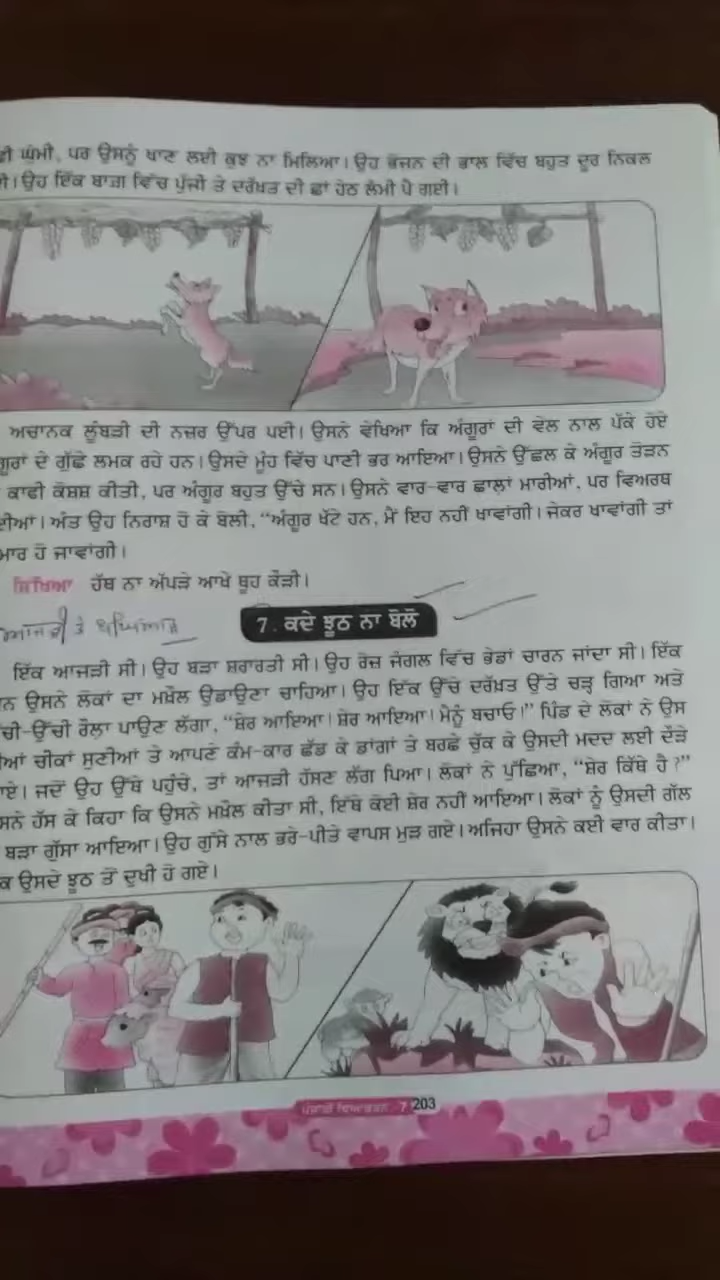 ਘੁੰਮੀ, ਪਰ ਉਸਨੂੰ ਖਾਣ ਲਈ ਕੁਝ ਨਾ ਮਿਲਿਆ। ਉਹ ਭੋਜਨ ਦੀ ਭਾਲ ਵਿੱਚ ਬਹੁਤ ਦੂਰ ਨਿਕਲ
ਉਹ ਇੱਕ ਬਾਗ਼ ਵਿੱਚ ਪੁੱਜੀ ਤੇ ਦਰੱਖ਼ਤ ਦੀ ਛਾਂ ਹੇਠ ਲੰਮੀ ਪੈ ਗਈ।
ਅਚਾਨਕ ਲੂੰਬੜੀ ਦੀ ਨਜ਼ਰ ਉੱਪਰ ਪਈ। ਉਸਨੇ ਵੇਖਿਆ ਕਿ ਅੰਗੂਰਾਂ ਦੀ ਵੇਲ ਨਾਲ ਪੱਕੇ ਹੋਏ
ਗੂਰਾਂ ਦੇ ਗੁੱਛੇ ਲਮਕ ਰਹੇ ਹਨ। ਉਸਦੇ ਮੂੰਹ ਵਿੱਚ ਪਾਣੀ ਭਰ ਆਇਆ। ਉਸਨੇ ਉੱਛਲ ਕੇ ਅੰਗੂਰ ਤੋੜਨ
ਕਾਫੀ ਕੋਸ਼ਸ਼ ਕੀਤੀ, ਪਰ ਅੰਗੂਰ ਬਹੁਤ ਉੱਚੇ ਸਨ। ਉਸਨੇ ਵਾਰ-ਵਾਰ ਛਾਲਾਂ ਮਾਰੀਆਂ, ਪਰ ਵਿਅਰਥ
ਈਆਂ। ਅੰਤ ਉਹ ਨਿਰਾਸ਼ ਹੋ ਕੇ ਬੋਲੀ, “ਅੰਗੂਰ ਖੱਟੇ ਹਨ, ਮੈਂ ਇਹ ਨਹੀਂ ਖਾਵਾਂਗੀ। ਜੇਕਰ ਖਾਵਾਂਗੀ ਤਾਂ
ਮਾਰ ਹੋ ਜਾਵਾਂਗੀ।
ਸਿੱਖਿਆ ਹੱਥ ਨਾ ਅੱਪੜੇ ਆਖੇ ਥੂਹ ਕੌੜੀ।
ਆਜੜੀ ਤੇ ਬਘਿਆੜ
7. ਕਦੇ ਝੂਠ ਨਾ ਬੋਲੋ
ਇੱਕ ਆਜੜੀ ਸੀ। ਉਹ ਬੜਾ ਸ਼ਰਾਰਤੀ ਸੀ। ਉਹ ਰੋਜ਼ ਜੰਗਲ ਵਿੱਚ ਭੇਡਾਂ ਚਾਰਨ ਜਾਂਦਾ ਸੀ। ਇੱਕ
ਨ ਉਸਨੇ ਲੋਕਾਂ ਦਾ ਮਖੌਲ ਉਡਾਉਣਾ ਚਾਹਿਆ। ਉਹ ਇੱਕ ਉੱਚੇ ਦਰੱਖ਼ਤ ਉੱਤੇ ਚੜ੍ਹ ਗਿਆ ਅਤੇ
ਚੀ-ਉੱਚੀ ਰੌਲਾ ਪਾਉਣ ਲੱਗਾ, “ਸ਼ੇਰ ਆਇਆ! ਸ਼ੇਰ ਆਇਆ! ਮੈਨੂੰ ਬਚਾਓ!” ਪਿੰਡ ਦੇ ਲੋਕਾਂ ਨੇ ਉਸ
ਆਂ ਚੀਕਾਂ ਸੁਣੀਆਂ ਤੇ ਆਪਣੇ ਕੰਮ-ਕਾਰ ਛੱਡ ਕੇ ਡਾਂਗਾਂ ਤੇ ਬਰਛੇ ਚੁੱਕ ਕੇ ਉਸਦੀ ਮਦਦ ਲਈ ਦੌੜੇ
ਏ। ਜਦੋਂ ਉਹ ਉੱਥੇ ਪਹੁੰਚੇ, ਤਾਂ ਆਜੜੀ ਹੱਸਣ ਲੱਗ ਪਿਆ। ਲੋਕਾਂ ਨੇ ਪੁੱਛਿਆ, “ਸ਼ੇਰ ਕਿੱਥੇ ਹੈ?”
ਸਨੇ ਹੱਸ ਕੇ ਕਿਹਾ ਕਿ ਉਸਨੇ ਮਖ਼ੌਲ ਕੀਤਾ ਸੀ, ਇੱਥੇ ਕੋਈ ਸ਼ੇਰ ਨਹੀਂ ਆਇਆ। ਲੋਕਾਂ ਨੂੰ ਉਸਦੀ ਗੱਲ
ਬੜਾ ਗੁੱਸਾ ਆਇਆ। ਉਹ ਗੁੱਸੇ ਨਾਲ ਭਰੇ-ਪੀਤੇ ਵਾਪਸ ਮੁੜ ਗਏ। ਅਜਿਹਾ ਉਸਨੇ ਕਈ ਵਾਰ ਕੀਤਾ।
ਕ ਉਸਦੇ ਝੂਠ ਤੋਂ ਦੁਖੀ ਹੋ ਗਏ।
ਪੰਜਾਬੀ ਵਿਆਕਰਨ - 7 203